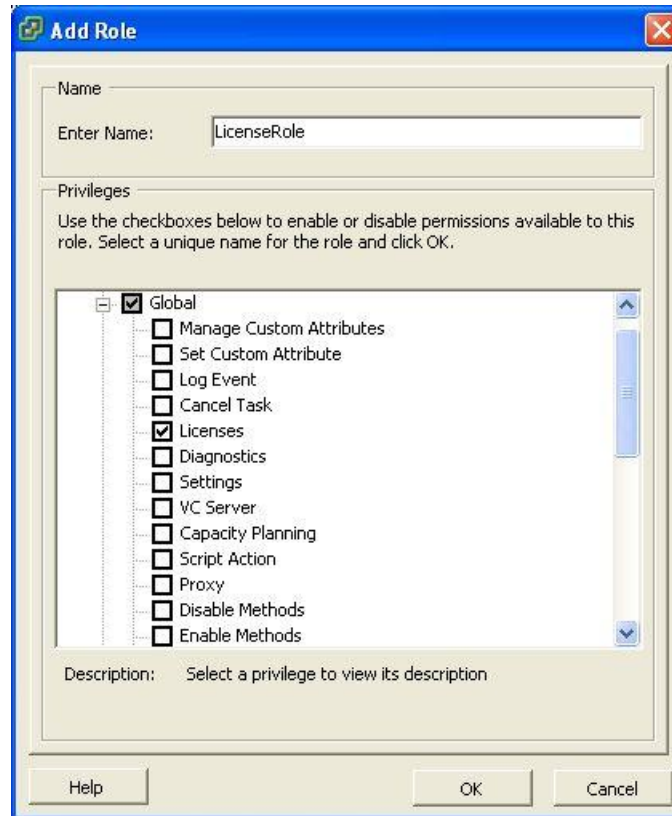 Add Role
Name
Enter Name:
LicenseRole
Privileges
Use the checkboxes below to enable or disable permissions available to this
role. Select a unique name for the role and click OK.
Global
Manage Custom Attributes
Set Custom Attribute
Log Event
Cancel Task
Licenses
Diagnostics
Settings
VC Server
Capacity Planning
Script Action
Proxy
Disable Methods
Enable Methods
Description: Select a privilege to view its description
Help
OK
Cancel